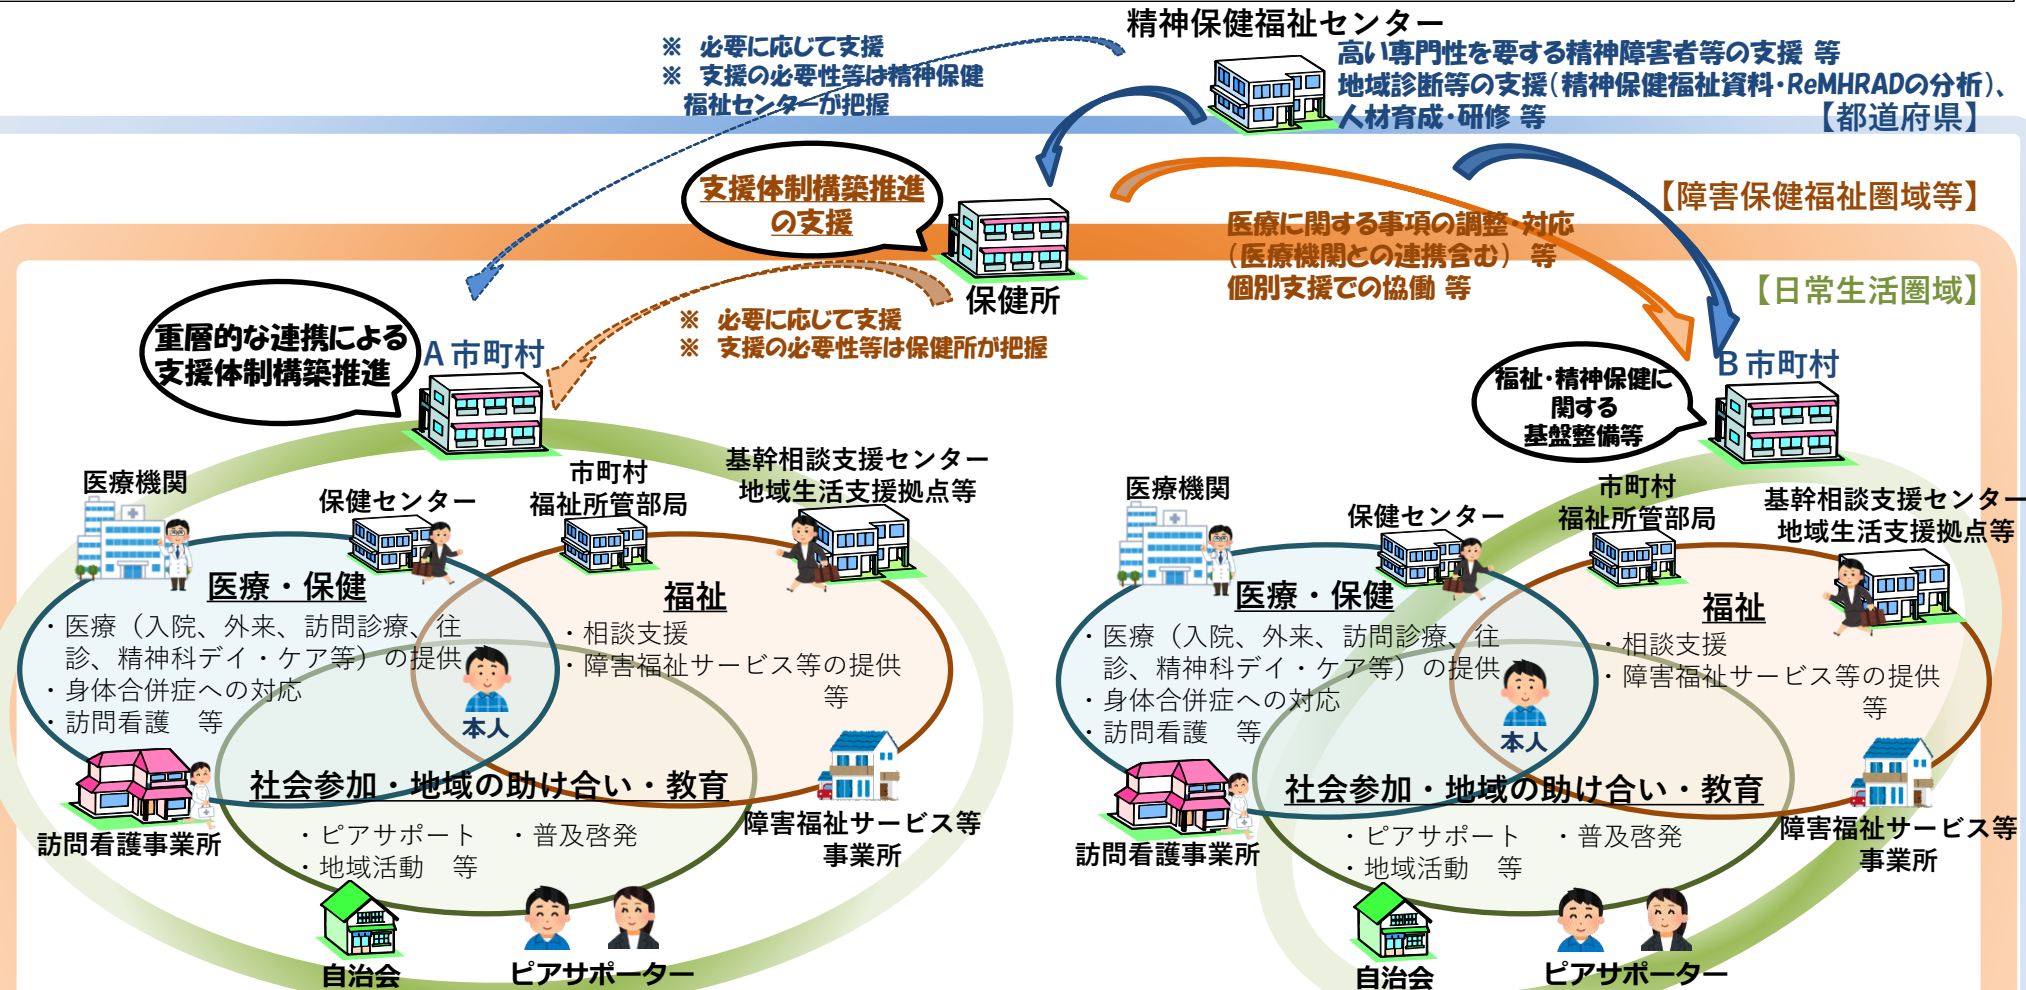 精神保健福祉センター
※　必要に応じて支援
※　支援の必要性等は精神保健
福祉センターが把握
高い専門性を要する精神障害者等の支援 等
地域診断等の支援（精神保健福祉資料・ReMHRADの分析）、
人材育成・研修 等
【都道府県】
支援体制構築推進
の支援
【障害保健福祉圏域等】
医療に関する事項の調整・対応
（医療機関との連携含む） 等
個別支援での協働 等
保健所
【日常生活圏域】
※　必要に応じて支援
※　支援の必要性等は保健所が把握
重層的な連携による
支援体制構築推進
A市町村
B市町村
福祉・精神保健に
関する
基盤整備等
医療機関
保健センター
市町村
福祉所管部局
基幹相談支援センター
地域生活支援拠点等
医療・保健
・医療（入院、外来、訪問診療、往
診、精神科デイ・ケア等）の提供
・身体合併症への対応
・訪問看護　等
福祉
・相談支援
・障害福祉サービス等の提供
等
本人
社会参加・地域の助け合い・教育
・ピアサポート　・普及啓発
・地域活動　等
訪問看護事業所
障害福祉サービス等
事業所
自治会
ピアサポーター
医療機関
保健センター
市町村
福祉所管部局
基幹相談支援センター
地域生活支援拠点等
医療・保健
・医療（入院、外来、訪問診療、往
診、精神科デイ・ケア等）の提供
・身体合併症への対応
・訪問看護　等
福祉
・相談支援
・障害福祉サービス等の提供
等
本人
社会参加・地域の助け合い・教育
・ピアサポート　・普及啓発
・地域活動　等
訪問看護事業所
障害福祉サービス等
事業所
自治会
ピアサポーター